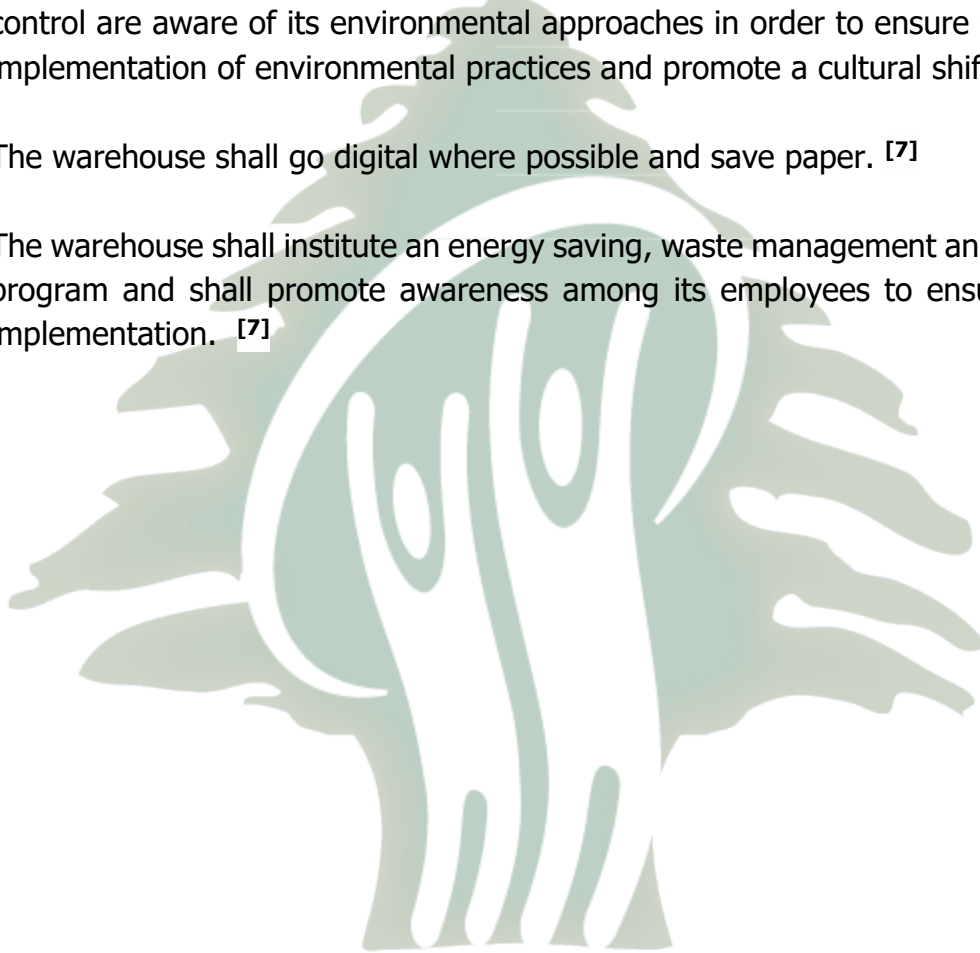 control are aware of its environmental approaches in order to ensure
mplementation of environmental practices and promote a cultural shif
The warehouse shall go digital where possible and save paper. [7]
The warehouse shall institute an energy saving, waste management an
program and shall promote awareness among its employees to ensu
mplementation. [7]